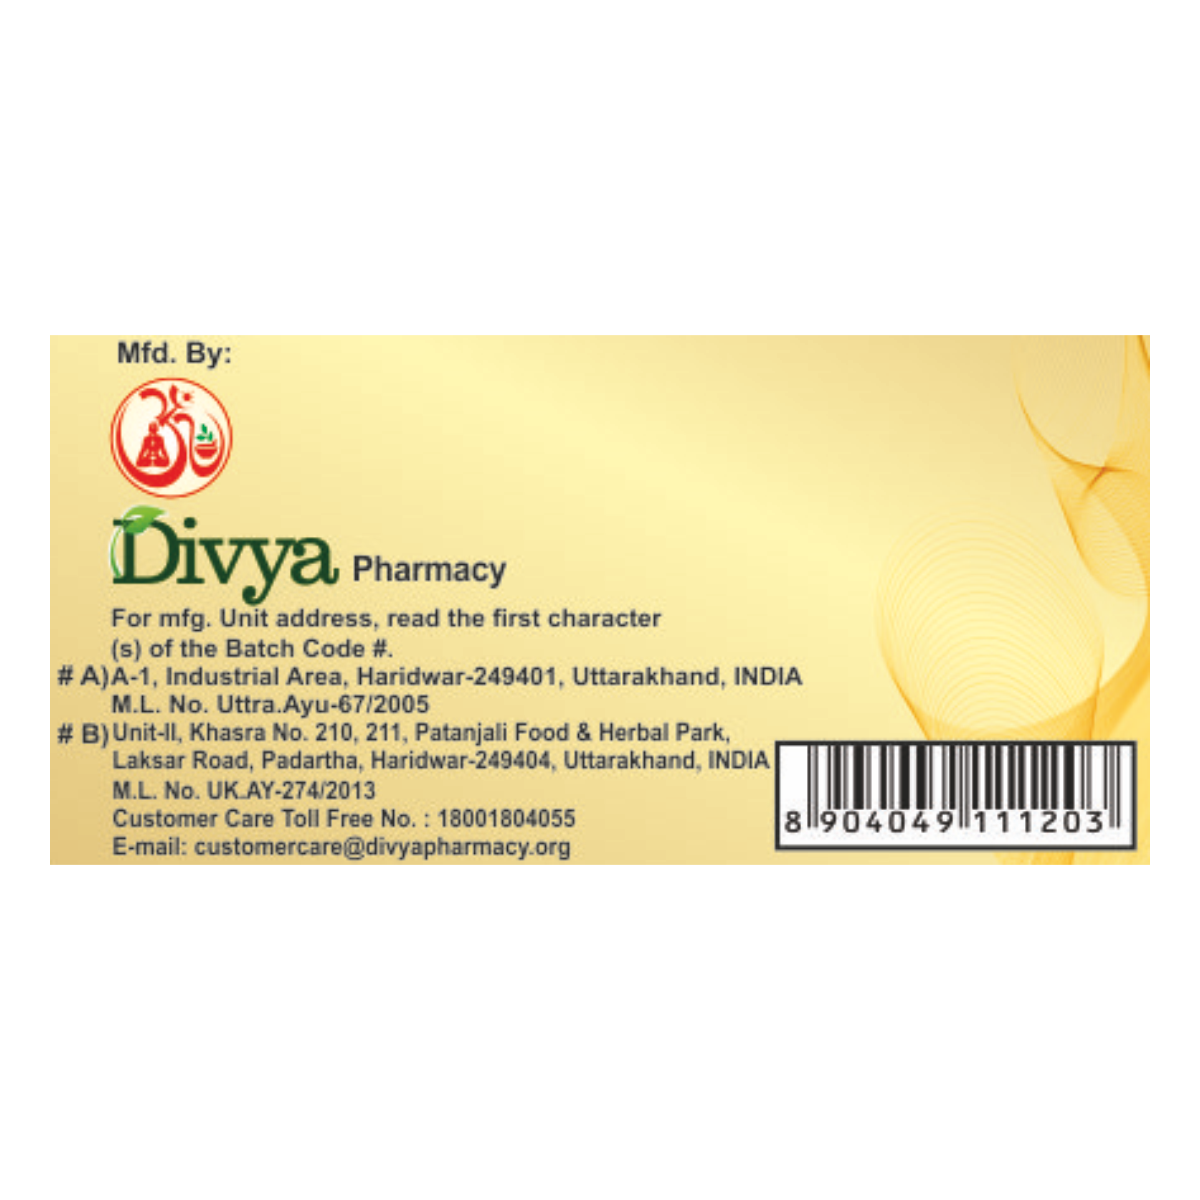 Mfd. By:
Divya Pharmacy
For mfg. Unit address, read the first character
(s) of the Batch Code #.
# A) A-1, Industrial Area, Haridwar-249401, Uttarakhand, INDIA
M.L. No. Uttra.Ayu-67/2005
# B) Unit-II, Khasra No. 210, 211, Patanjali Food & Herbal Park,
Laksar Road, Padartha, Haridwar-249404, Uttarakhand, INDIA
M.L. No. UK.AY-274/2013
Customer Care Toll Free No. : 18001804055
E-mail: customercare@divyapharmacy.org
8 904049 111203